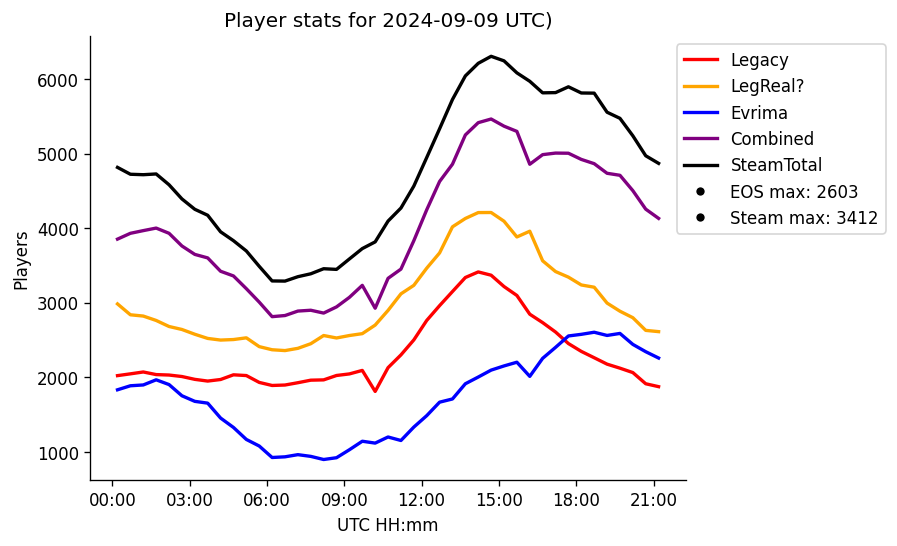 Player stats for 2024-09-09 UTC)
Legacy
LegReal?
Evrima
Combined
SteamTotal
EOS max: 2603
Steam max: 3412
Players
6000
5000
4000
3000
2000
1000
00:00 03:00 06:00 09:00 12:00 15:00 18:00 21:00
UTC HH:mm